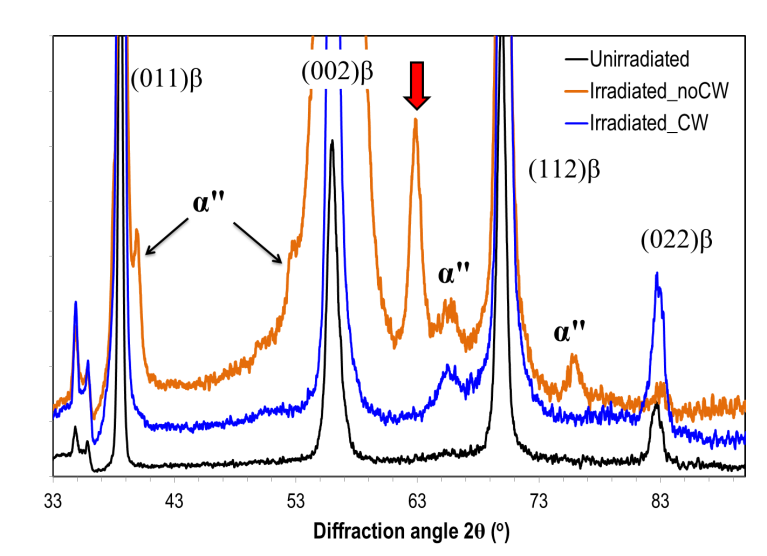 (011)β
(002)β
Unirradiated
Irradiated_noCW
Irradiated_CW
α"
(112)β
(022)β
α"
α"
33 43 53 63 73 83
Diffraction angle 2θ (º)